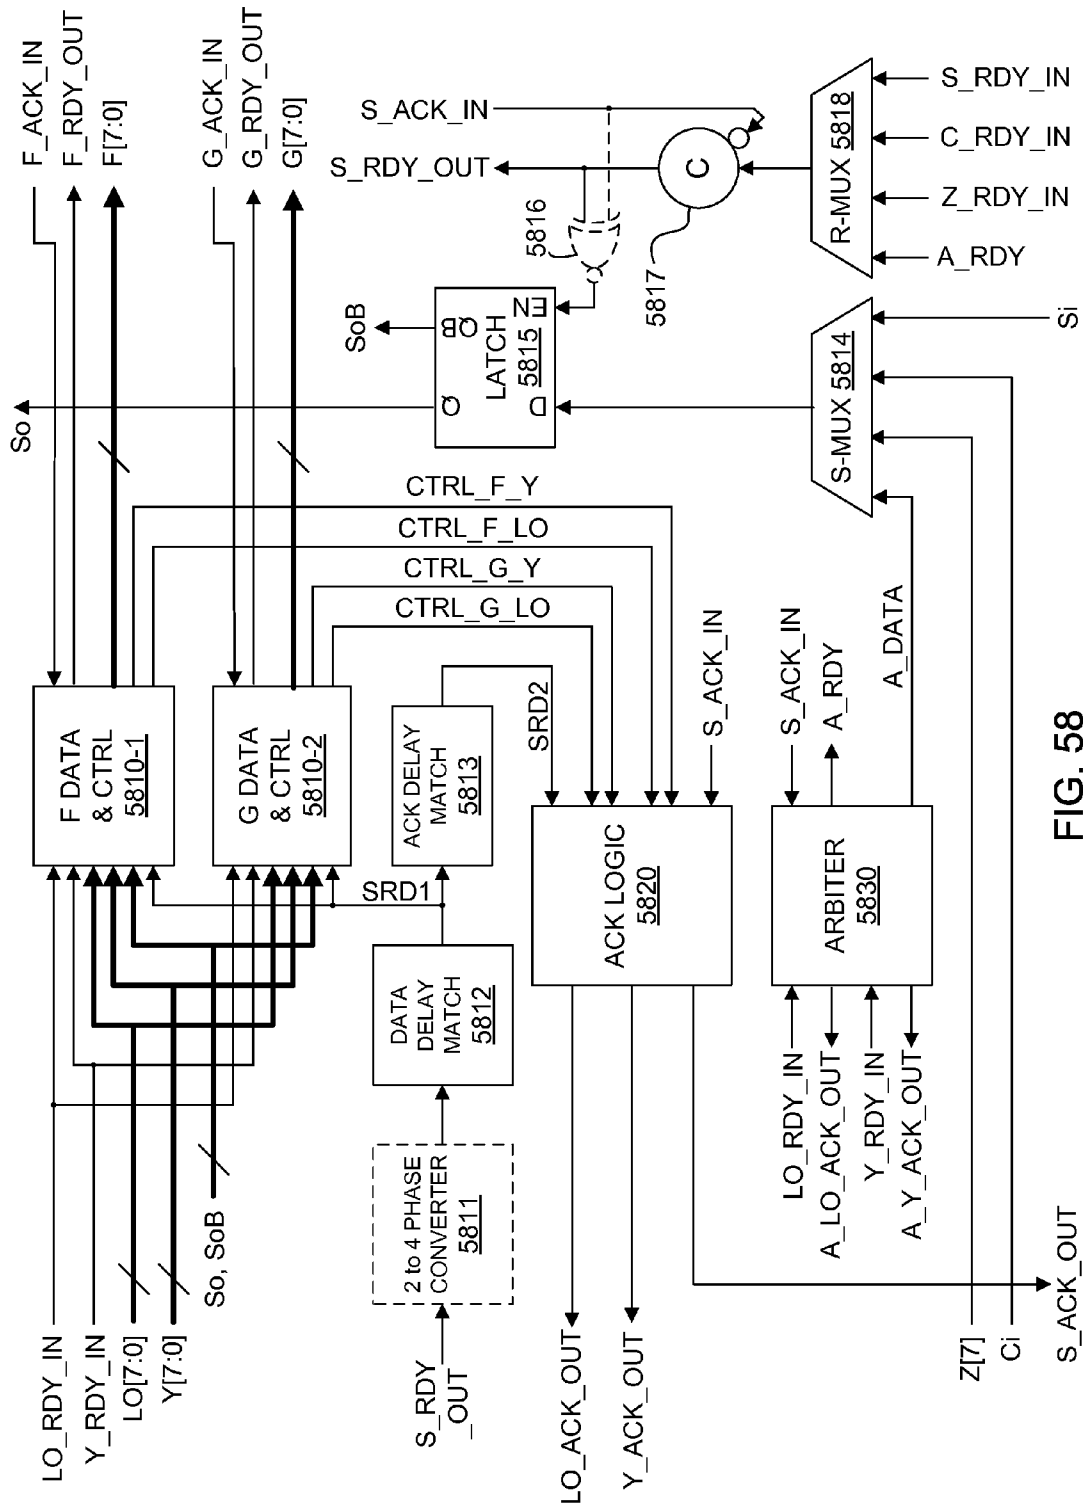 LO_RDY_IN
Y_RDY_IN
LO[7:0]
Y[7:0]
So, SoB
F DATA
& CTRL
5810-1
F_ACK_IN
F_RDY_OUT
F[7:0]
G DATA
& CTRL
5810-2
G_ACK_IN
G_RDY_OUT
G[7:0]
So
SoB
CTRL_F_Y
CTRL_F_LO
CTRL_G_Y
CTRL_G_LO
S_RDY
_OUT
2 to 4 PHASE
CONVERTER
5811
DATA
DELAY
MATCH
5812
SRD1
ACK DELAY
MATCH
5813
SRD2
Q
QB
LATCH
5815
D
EN
5816
S_RDY_OUT
S_ACK_IN
C
5817
LO_ACK_OUT
Y_ACK_OUT
ACK LOGIC
5820
S_ACK_IN
LO_RDY_IN
A_LO_ACK_OUT
Y_RDY_IN
A_Y_ACK_OUT
ARBITER
5830
S_ACK_IN
A_RDY
A_DATA
S-MUX 5814
R-MUX 5818
A_RDY
Z_RDY_IN
C_RDY_IN
S_RDY_IN
Z[7]
Ci
S_ACK_OUT
Si
FIG. 58